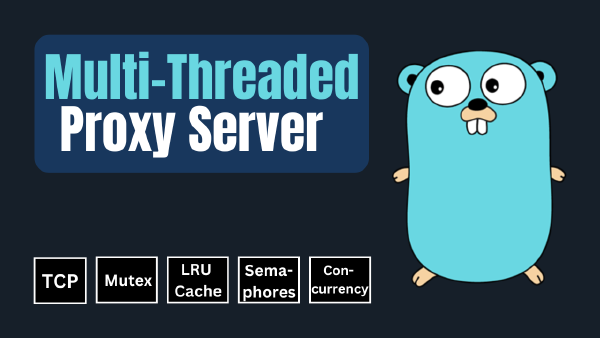 Multi-Threaded
Proxy Server
TCP
Mutex
LRU
Cache
Sema-
phores
Con-
currency